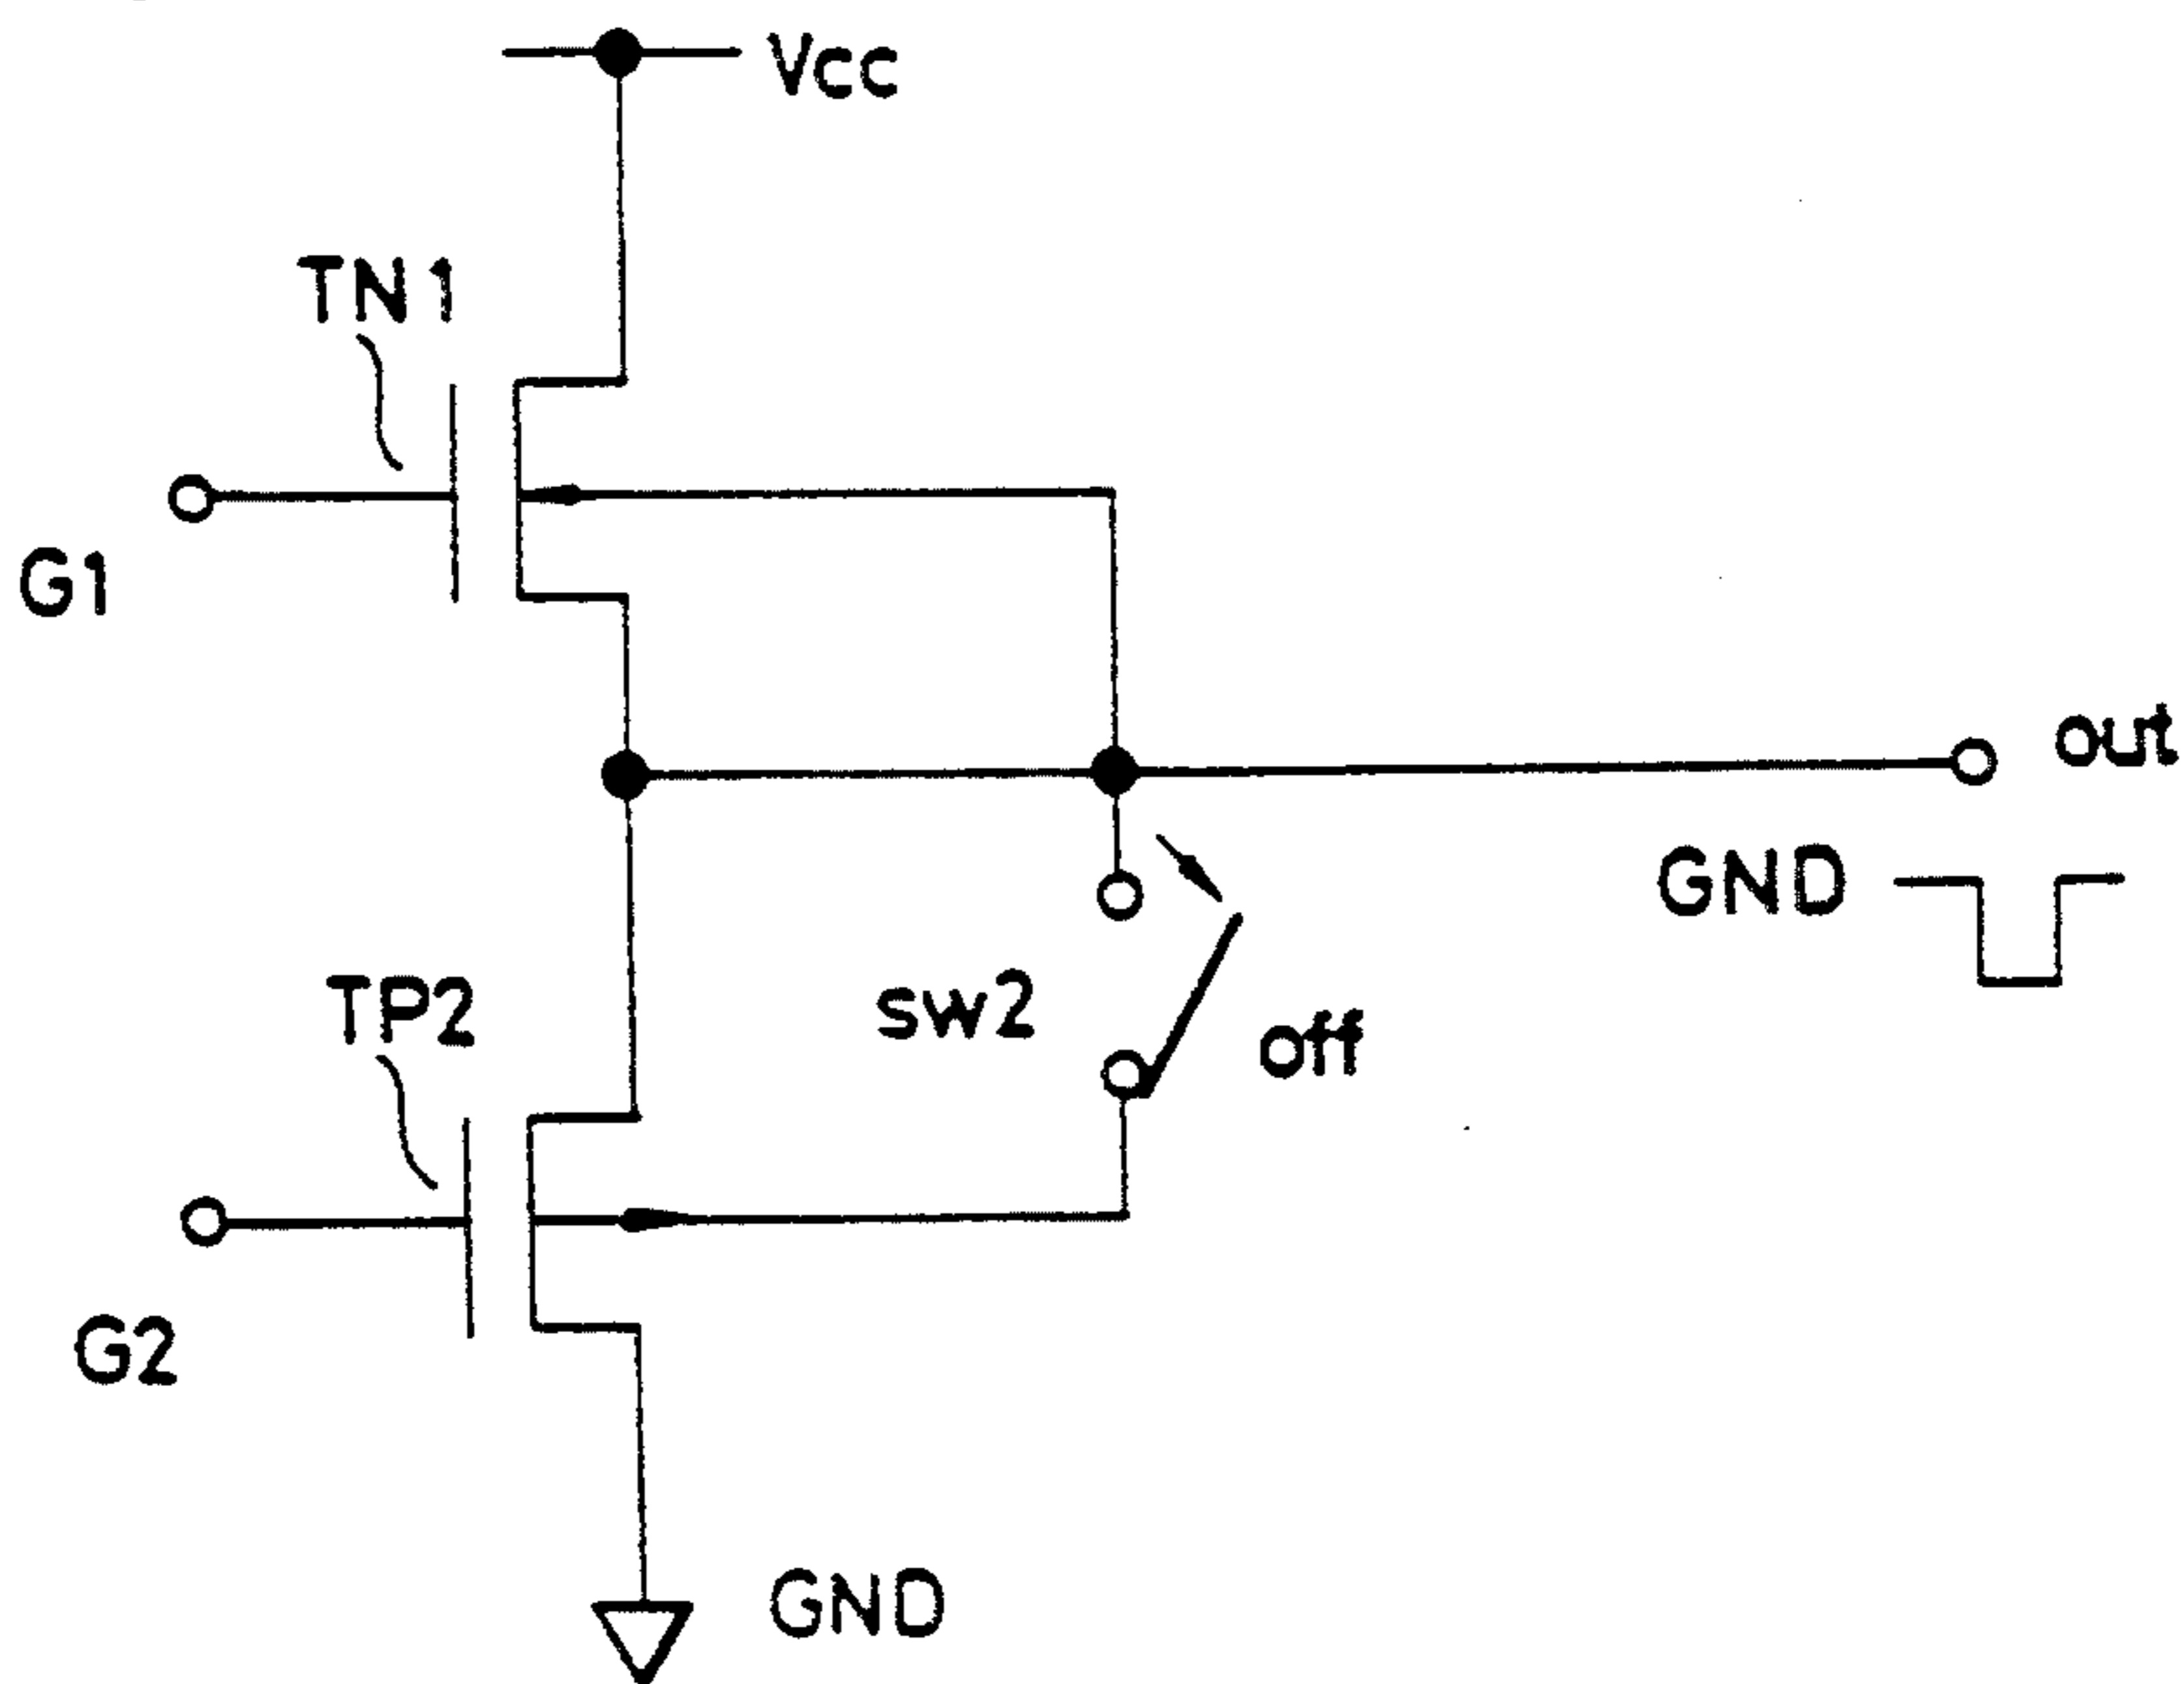 Vcc
TN1
G1
out
GND
TP2
sw2
off
G2
GND